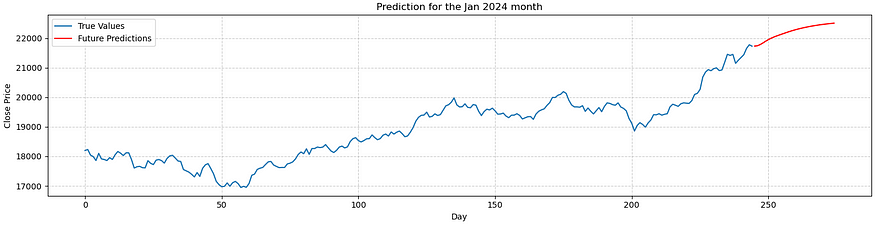 Prediction for the Jan 2024 month
True Values
Future Predictions
Close Price
22000
21000
20000
19000
18000
17000
0
50
100
150
200
250
Day